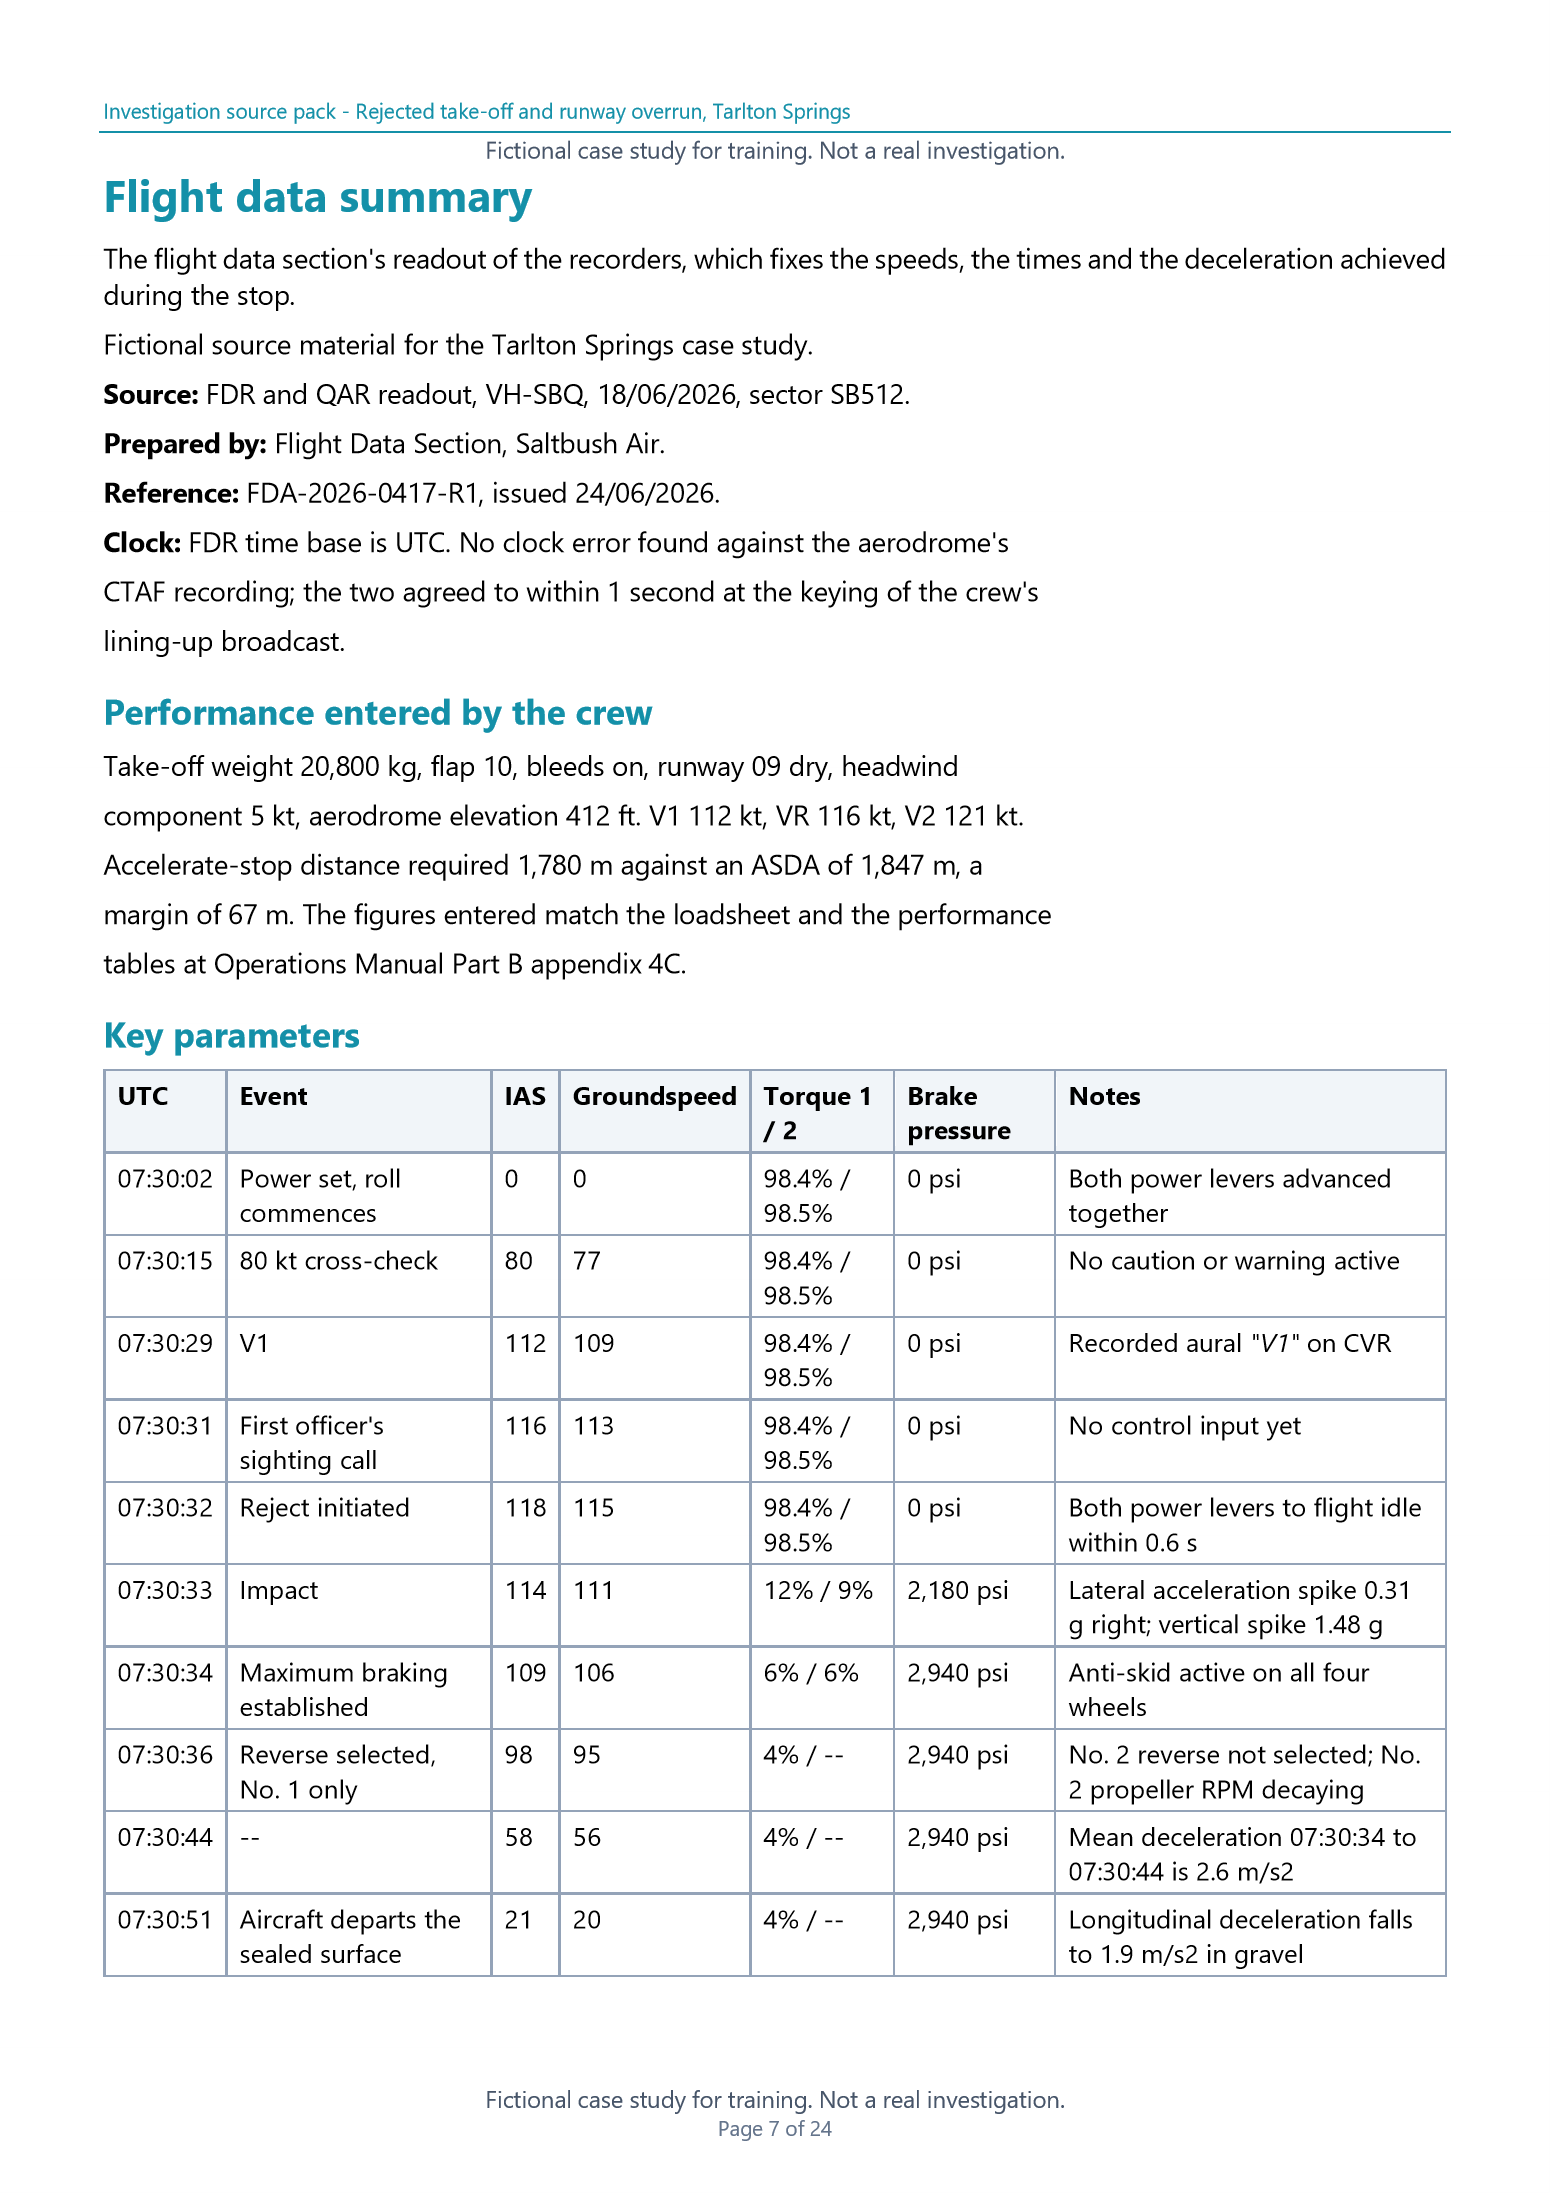 Investigation source pack - Rejected take-off and runway overrun, Tarlton Springs
Fictional case study for training. Not a real investigation.
Flight data summary
The flight data section's readout of the recorders, which fixes the speeds, the times and the deceleration achieved
during the stop.
Fictional source material for the Tarlton Springs case study.
Source: FDR and QAR readout, VH-SBQ, 18/06/2026, sector SB512.
Prepared by: Flight Data Section, Saltbush Air.
Reference: FDA-2026-0417-R1, issued 24/06/2026.
Clock: FDR time base is UTC. No clock error found against the aerodrome's
CTAF recording; the two agreed to within 1 second at the keying of the crew's
lining-up broadcast.
Performance entered by the crew
Take-off weight 20,800 kg, flap 10, bleeds on, runway 09 dry, headwind
component 5 kt, aerodrome elevation 412 ft. V1 112 kt, VR 116 kt, V2 121 kt.
Accelerate-stop distance required 1,780 m against an ASDA of 1,847 m, a
margin of 67 m. The figures entered match the loadsheet and the performance
tables at Operations Manual Part B appendix 4C.
Key parameters
UTC Event IAS Groundspeed Torque 1 Brake Notes
/ 2 pressure
07:30:02 Power set, roll 0 0 98.4% / 0 psi Both power levers advanced
commences 98.5% together
07:30:15 80 kt cross-check 80 77 98.4% / 0 psi No caution or warning active
98.5%
07:30:29 V1 112 109 98.4% / 0 psi Recorded aural "V1" on CVR
98.5%
07:30:31 First officer's 116 113 98.4% / 0 psi No control input yet
sighting call 98.5%
07:30:32 Reject initiated 118 115 98.4% / 0 psi Both power levers to flight idle
98.5% within 0.6 s
07:30:33 Impact 114 111 12% / 9% 2,180 psi Lateral acceleration spike 0.31
g right; vertical spike 1.48 g
07:30:34 Maximum braking 109 106 6% / 6% 2,940 psi Anti-skid active on all four
established wheels
07:30:36 Reverse selected, 98 95 4% / -- 2,940 psi No. 2 reverse not selected; No.
No. 1 only 2 propeller RPM decaying
07:30:44 -- 58 56 4% / -- 2,940 psi Mean deceleration 07:30:34 to
07:30:44 is 2.6 m/s2
07:30:51 Aircraft departs the 21 20 4% / -- 2,940 psi Longitudinal deceleration falls
sealed surface to 1.9 m/s2 in gravel
Fictional case study for training. Not a real investigation.
Page 7 of 24